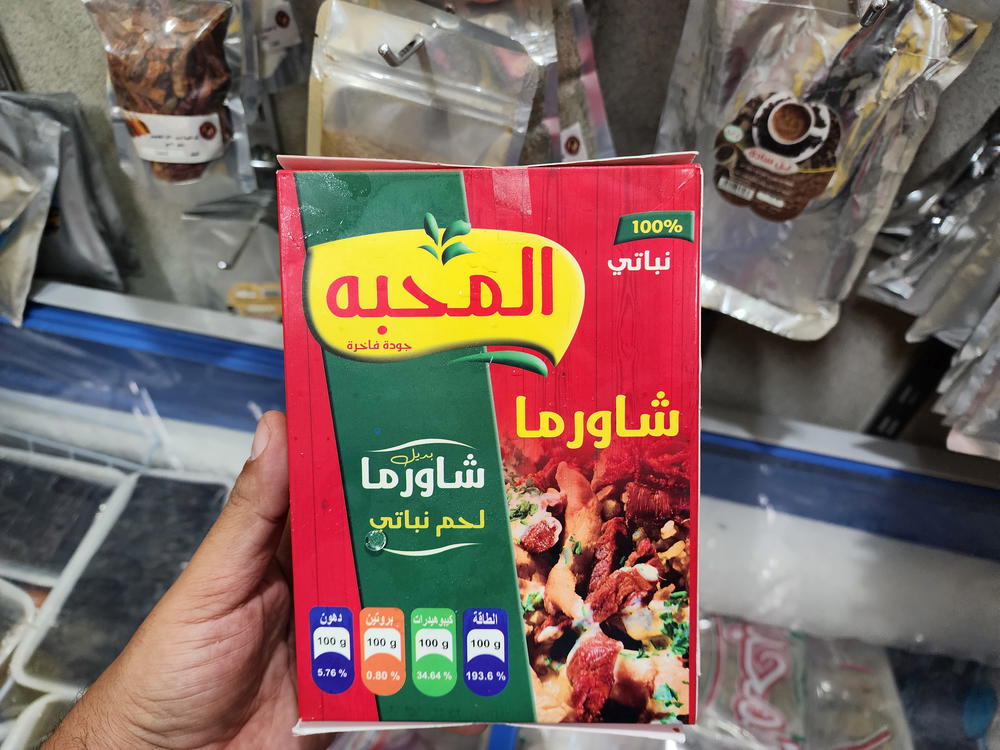 100%
نباتي
المحبه
جودة فاخرة
شاورما
بديل
شاورما
لحم نباتي
دهون
100 g
5.76 %
بروتين
100 g
0.80 %
كيبوهيدرات
100 g
34.64 %
الطاقة
100 g
193.6 %